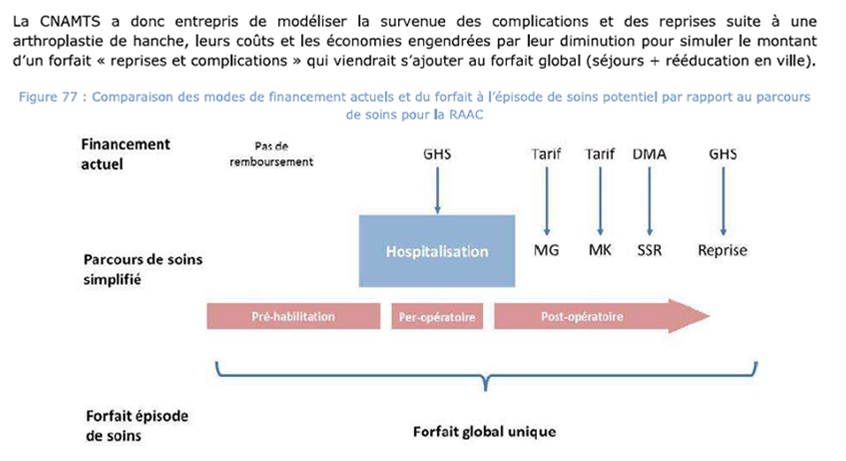 La CNAMTS a donc entrepris de modéliser la survenue des complications et des reprises suite à une
arthroplastie de hanche, leurs coûts et les économies engendrées par leur diminution pour simuler le montant
d'un forfait « reprises et complications » qui viendrait s'ajouter au forfait global (séjours + rééducation en ville).
Figure 77 : Comparaison des modes de financement actuels et du forfait à l'épisode de soins potentiel par rapport au parcours
de soins pour la RAAC
Financement
actuel
Pas de
remboursement
GHS
Tarif
Tarif
DMA
GHS
Parcours de soins
simplifié
Hospitalisation
MG
MK
SSR
Reprise
Pré-habilitation
Per-opératoire
Post-opératoire
Forfait épisode
de soins
Forfait global unique